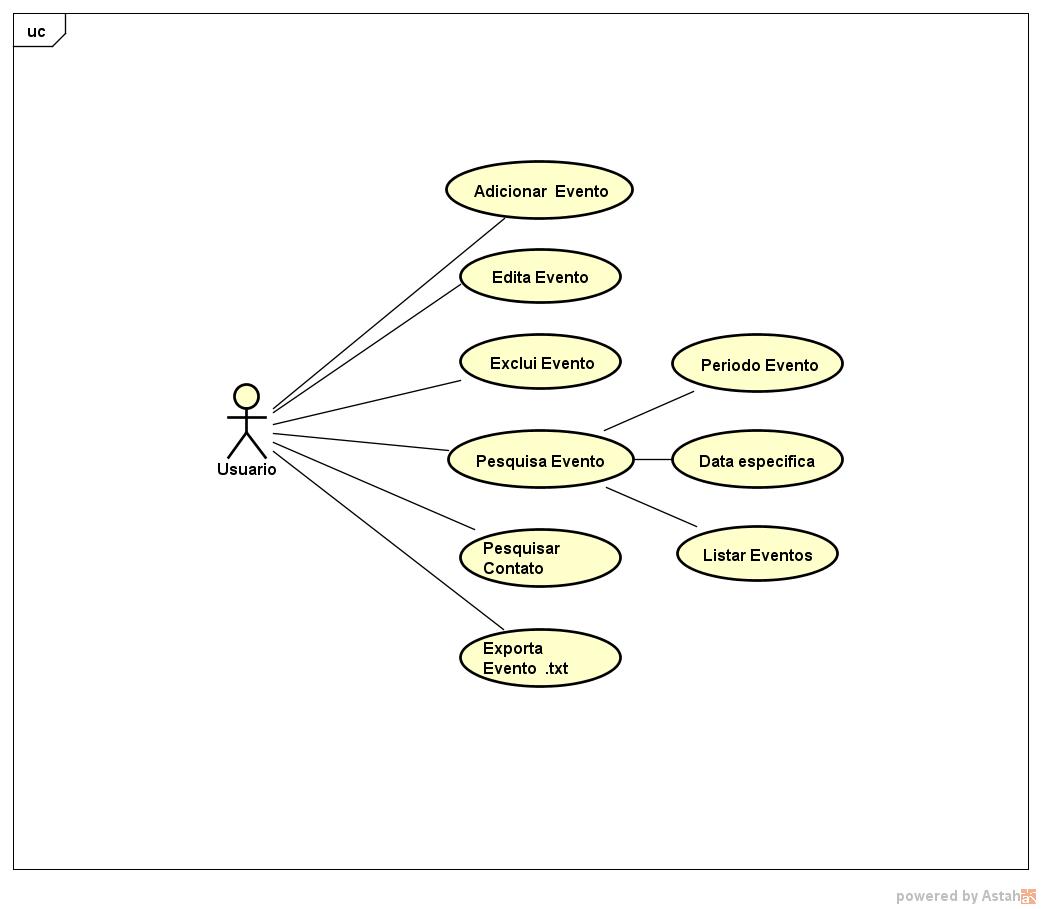 uc
Adicionar Evento
Edita Evento
Exclui Evento
Periodo Evento
Usuario
Pesquisa Evento
Data especifica
Listar Eventos
Pesquisar
Contato
Exporta
Evento .txt
powered by Astah